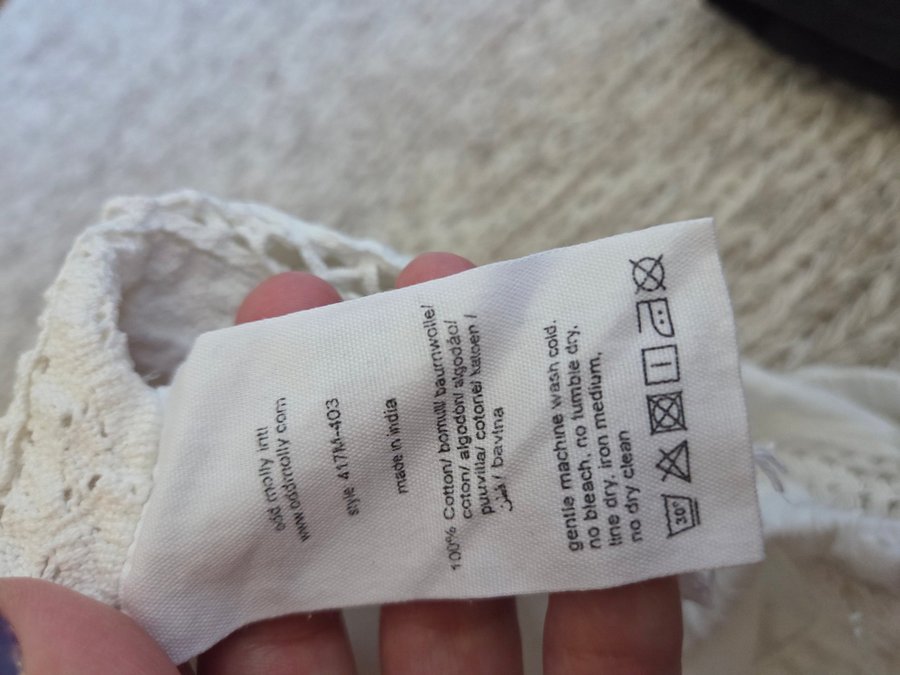 odd molly intl
www.oddmolly.com
style 417M-403
made in india
100% Cotton/ bomull/ baumwolle/
coton/ algodon/ algodão/
puuvilla/ cotone/ katoen /
قطن / bavlna
gentle machine wash cold.
no bleach, no tumble dry,
line dry, iron medium,
no dry clean
30°